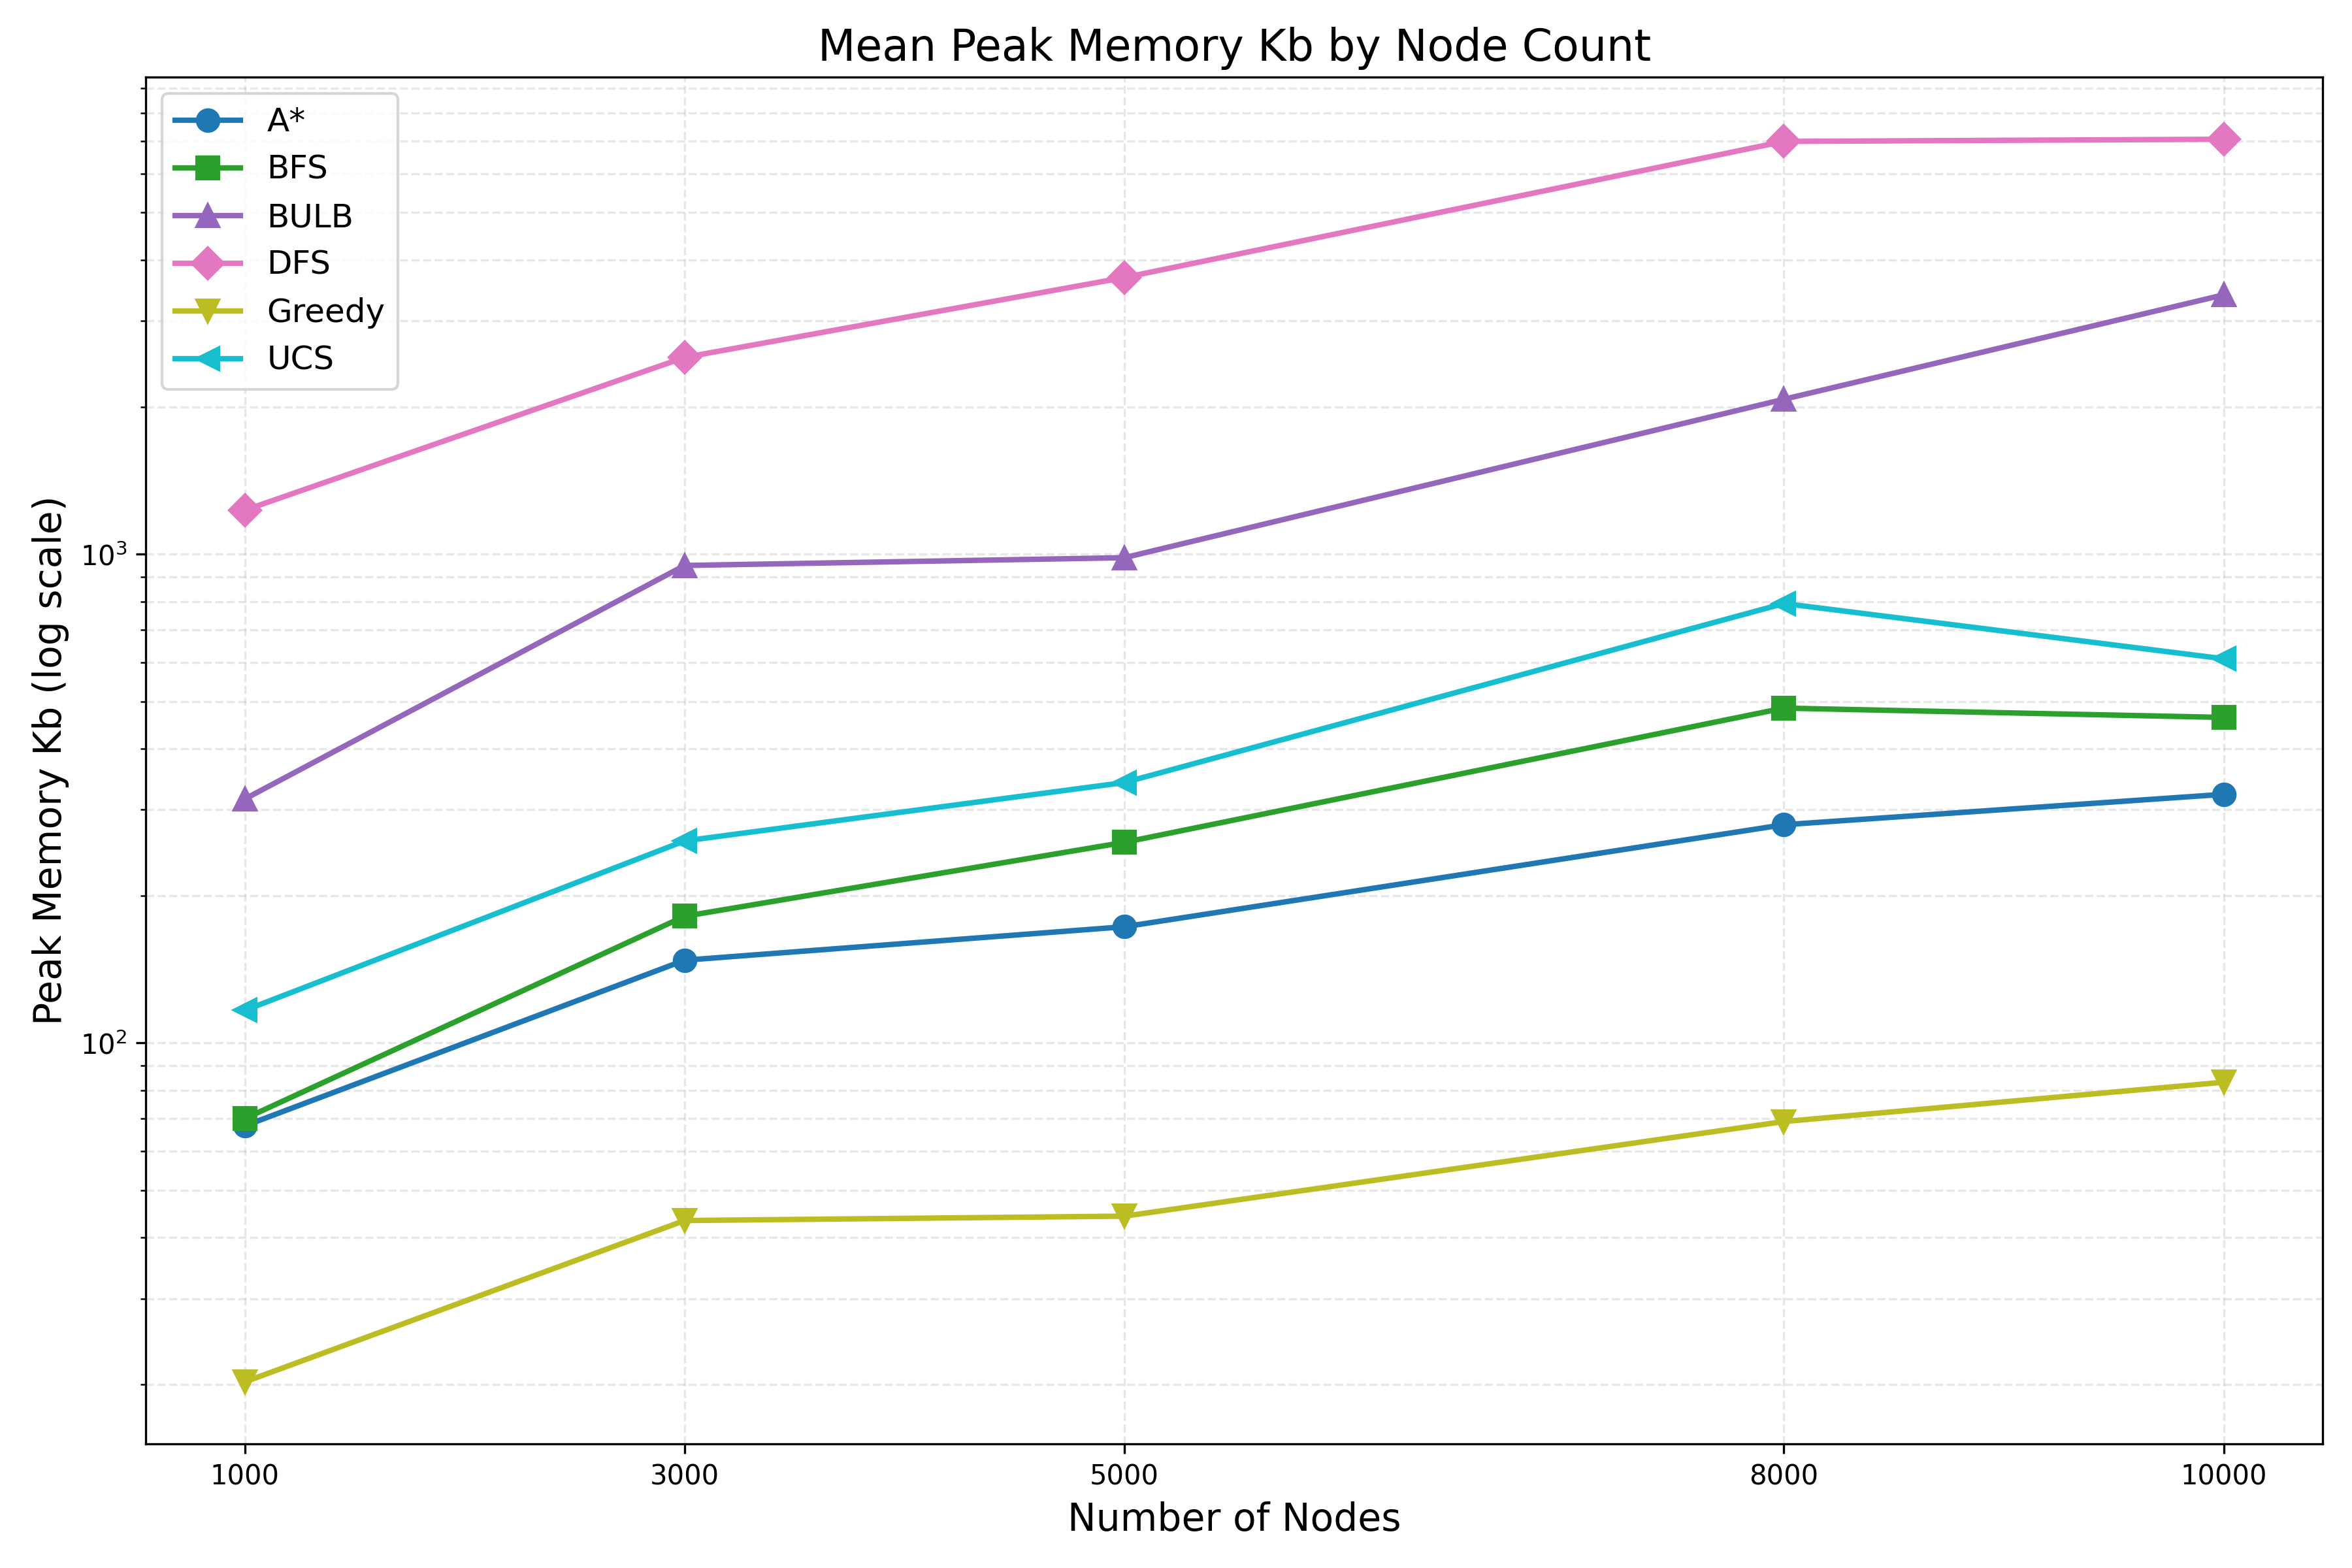 Mean Peak Memory Kb by Node Count
A*
BFS
BULB
DFS
Greedy
UCS
Peak Memory Kb (log scale)
10³
10²
1000 3000 5000 8000 10000
Number of Nodes